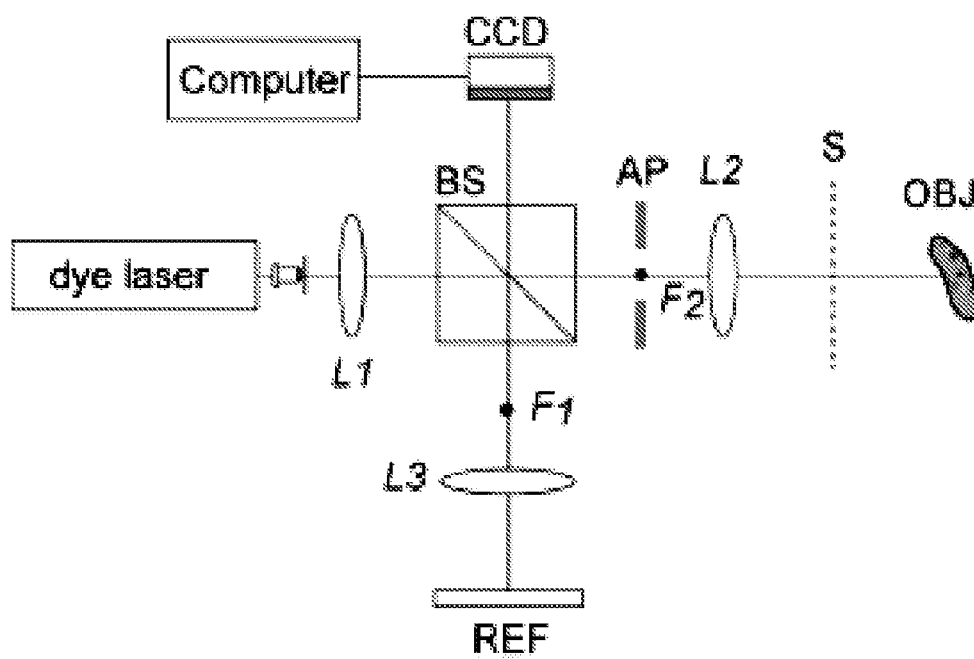 CCD
Computer
BS
AP
L2
S
OBJ
dye laser
F2
L1
F1
L3
REF